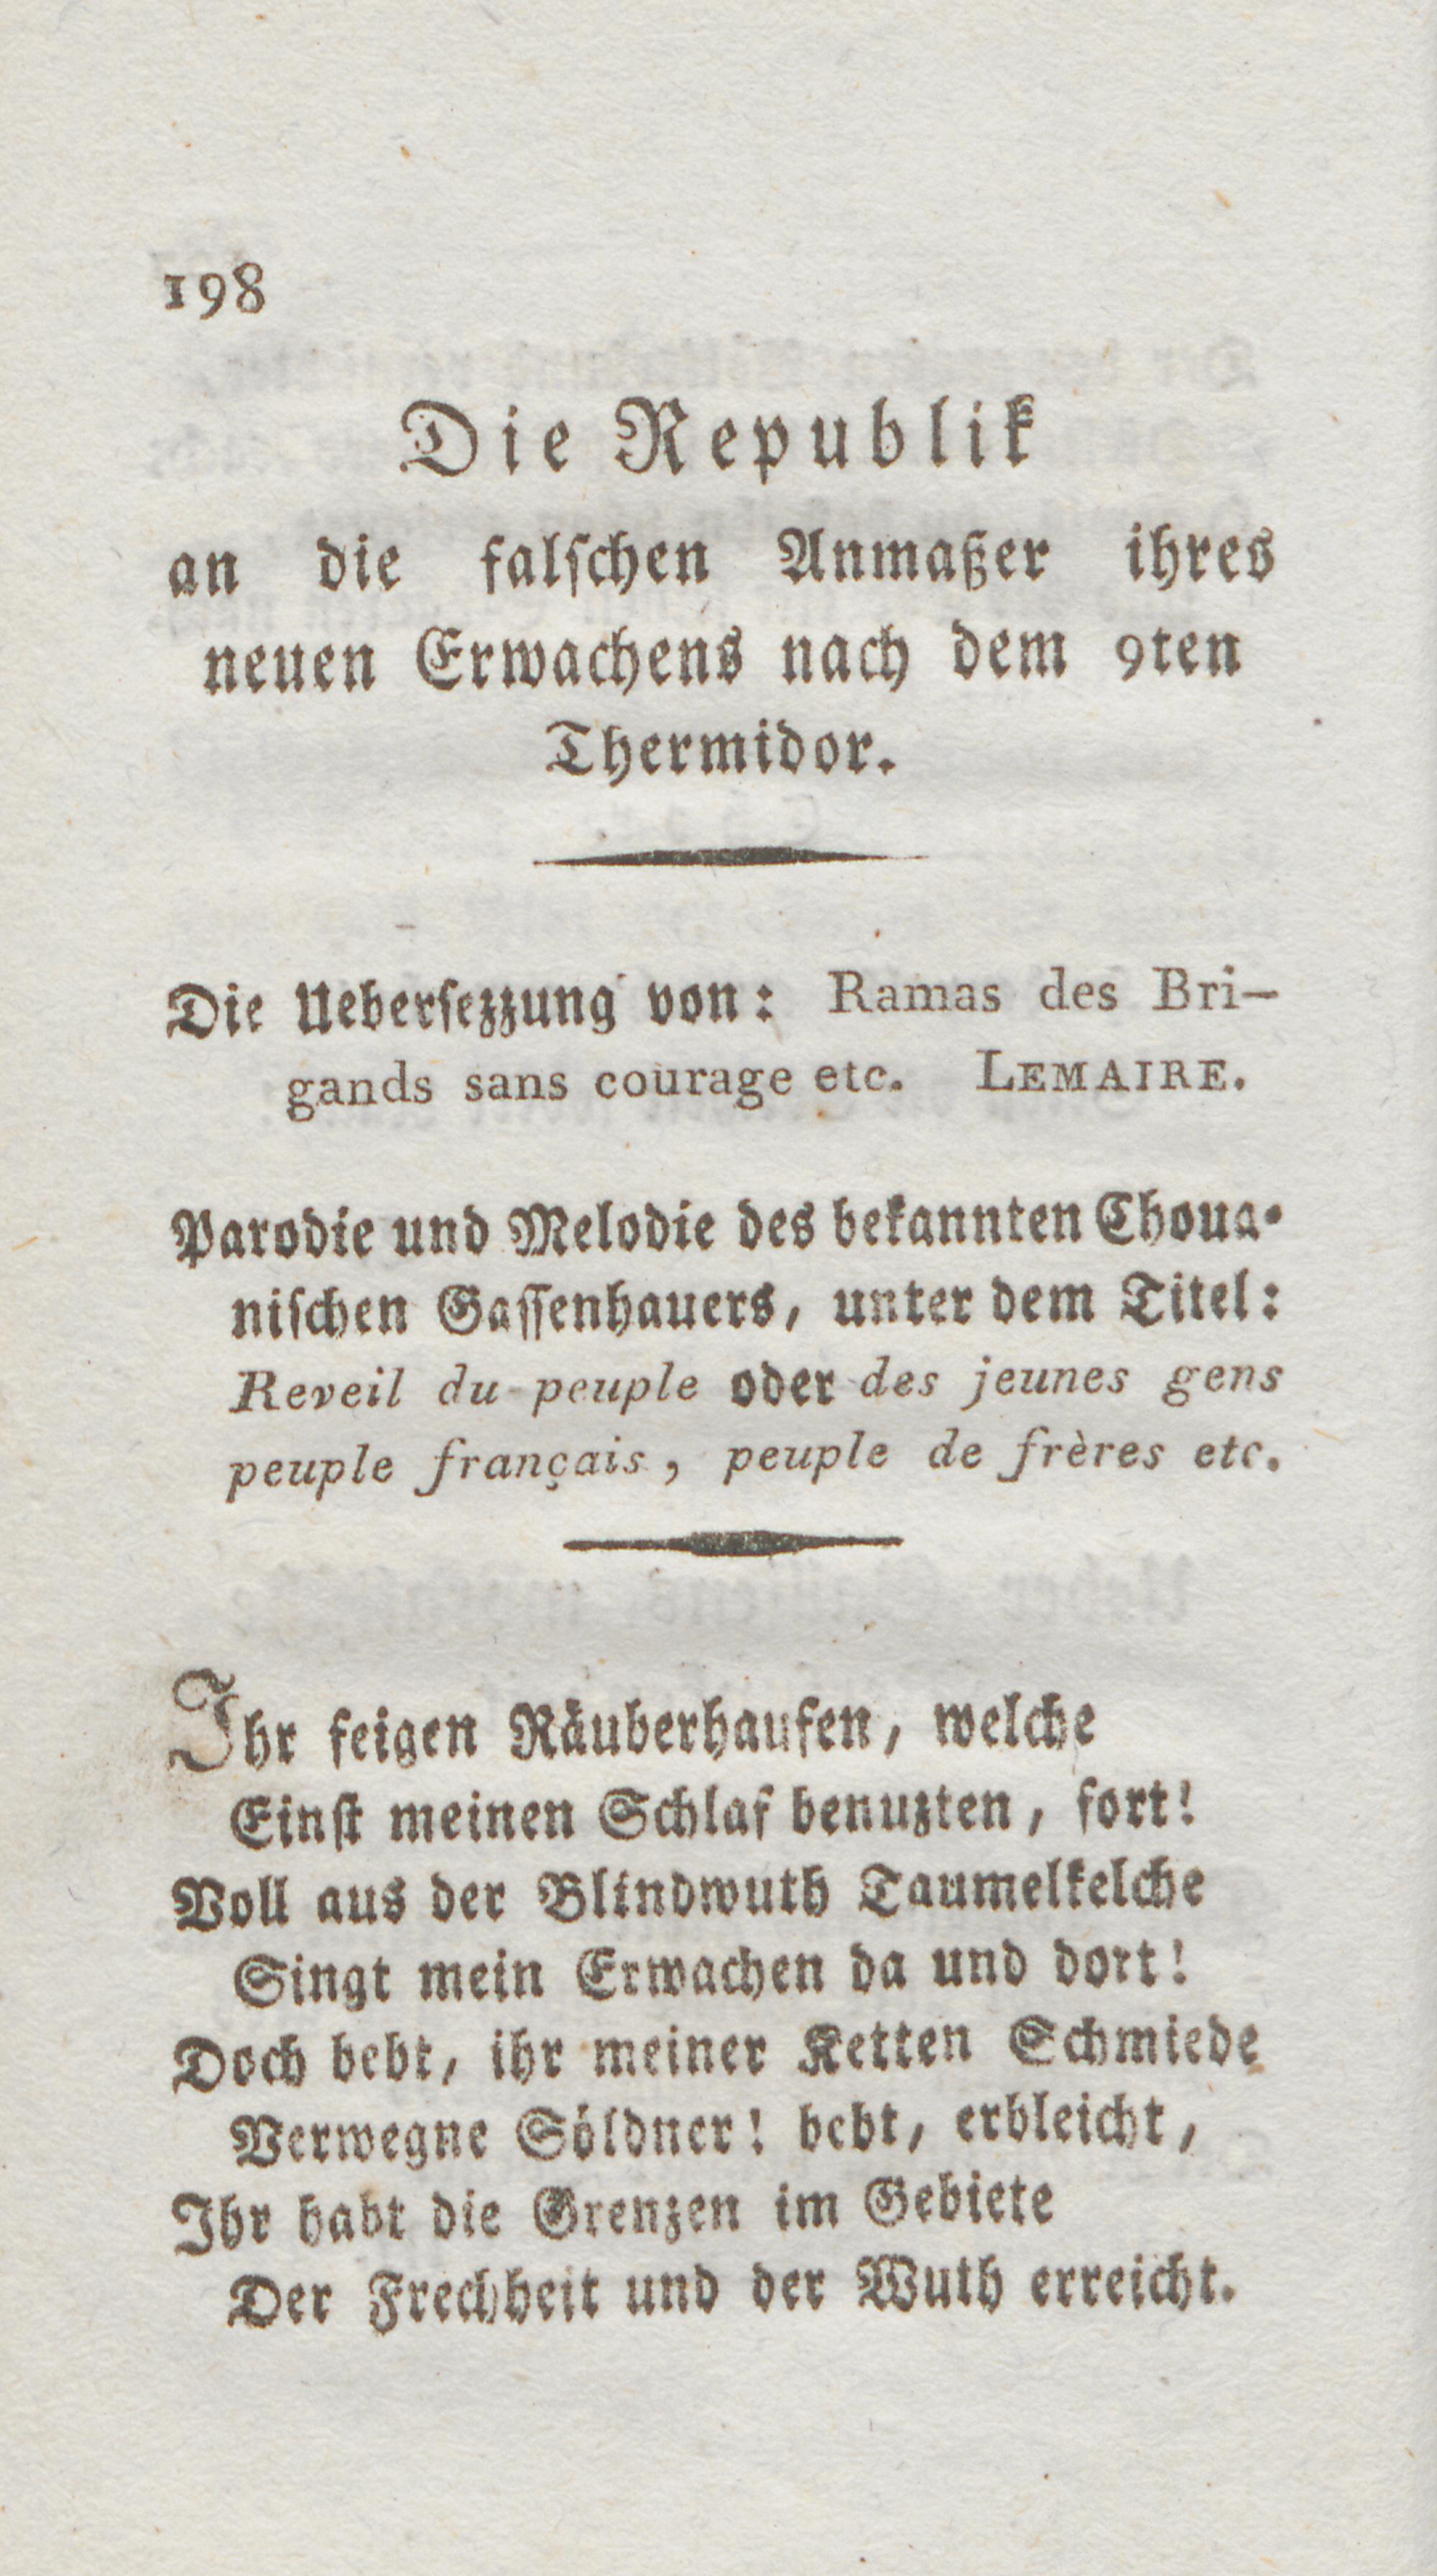 198
Die Republik
an die falschen Anmaßer ihres
neuen Erwachens nach dem 9ten
Thermidor.
Die Uebersezzung von: Ramas des Bri-
gands sans courage etc. LEMAIRE.
Parodie und Melodie des bekannten Choua-
nischen Gassenhauers, unter dem Titel:
Reveil du peuple oder des jeunes gens
peuple français, peuple de frères etc.
Ihr feigen Räuberhaufen, welche
Einst meinen Schlaf benuzten, fort!
Voll aus der Blindwuth Taumelkelche
Singt mein Erwachen da und dort!
Doch bebt, ihr meiner Ketten Schmiede
Verwegne Söldner! bebt, erbleicht,
Ihr habt die Grenzen im Gebiete
Der Frechheit und der Wuth erreicht.